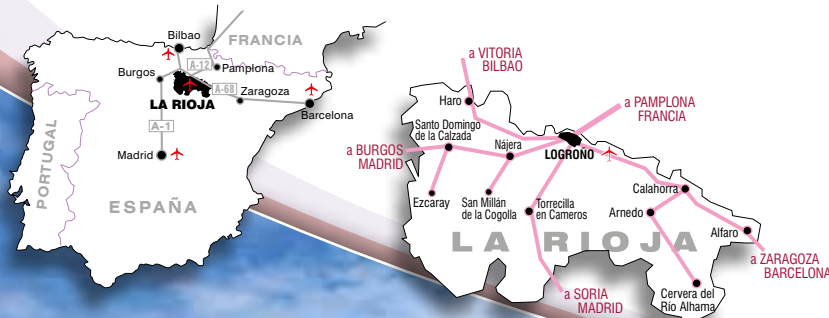 Bilbao
FRANCIA
A-12
Pamplona
Burgos
A-68
Zaragoza
LA RIOJA
Barcelona
A-1
Madrid
PORTUGAL
ESPAÑA
a VITORIA
BILBAO
Haro
a PAMPLONA
FRANCIA
Santo Domingo
de la Calzada
Nájera
LOGROÑO
a BURGOS
MADRID
Ezcaray
San Millán
de la Cogolla
Torrecilla
en Cameros
Calahorra
Arnedo
Alfaro
LA RIOJA
a ZARAGOZA
BARCELONA
a SORIA
MADRID
Cervera del
Río Alhama